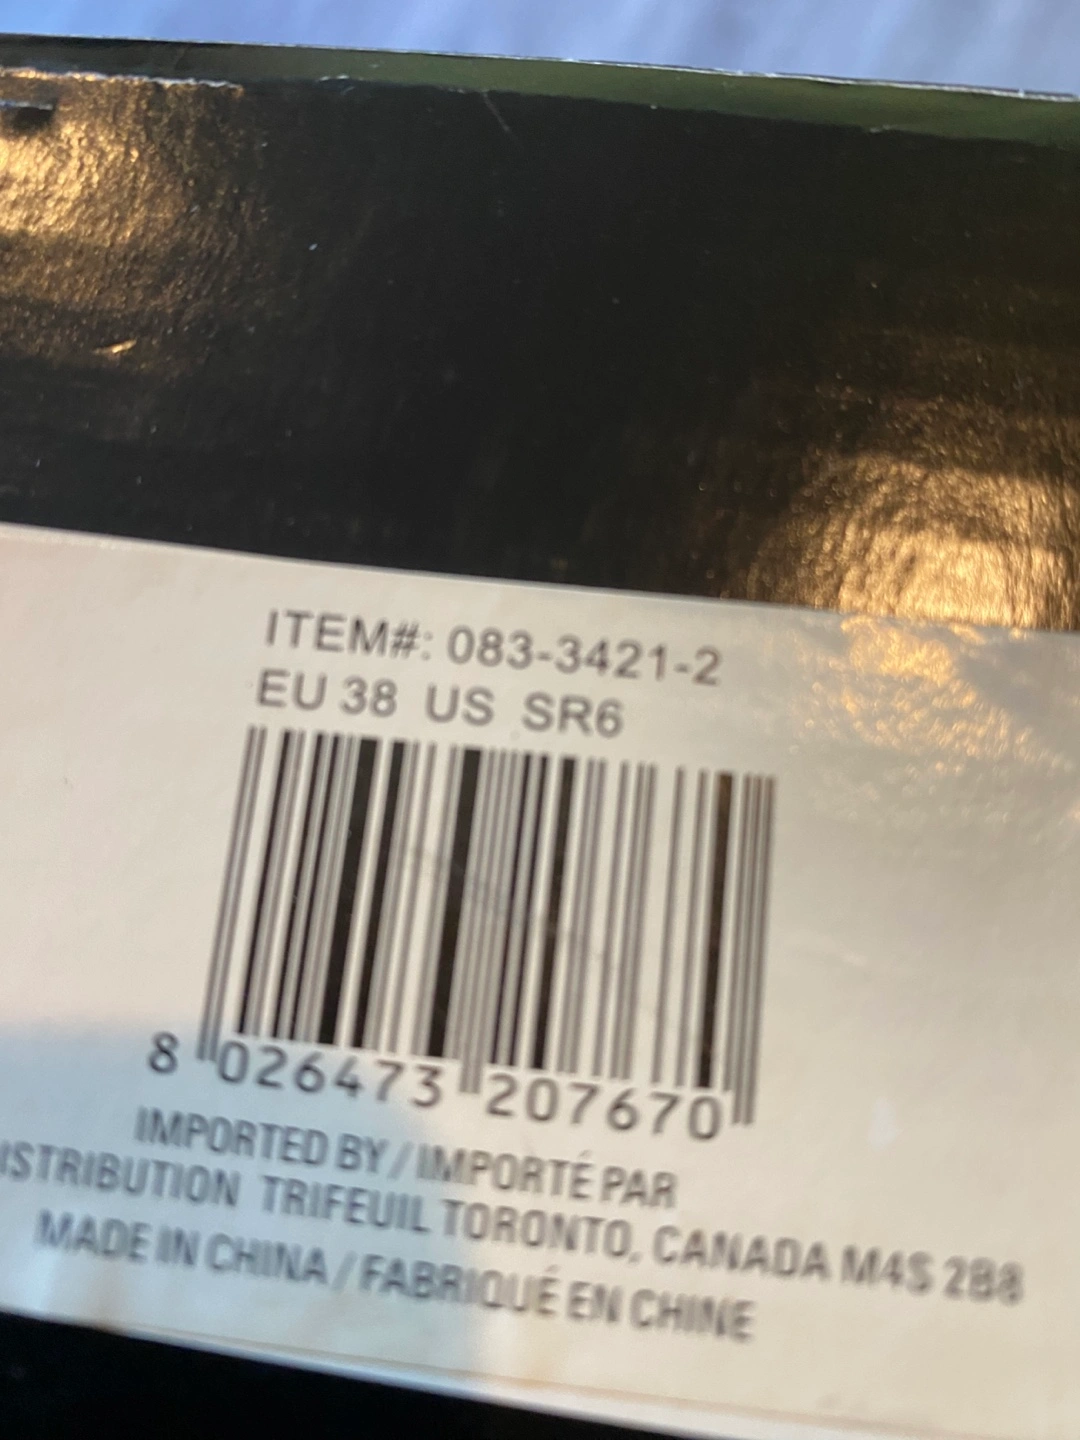 ITEM#: 083-3421-2
EU 38 US SR6
8 026473 207670
IMPORTED BY / IMPORTÉ PAR
TRIFEUIL TORONTO, CANADA M4S 2B8
MADE IN CHINA / FABRIQUÉ EN CHINE